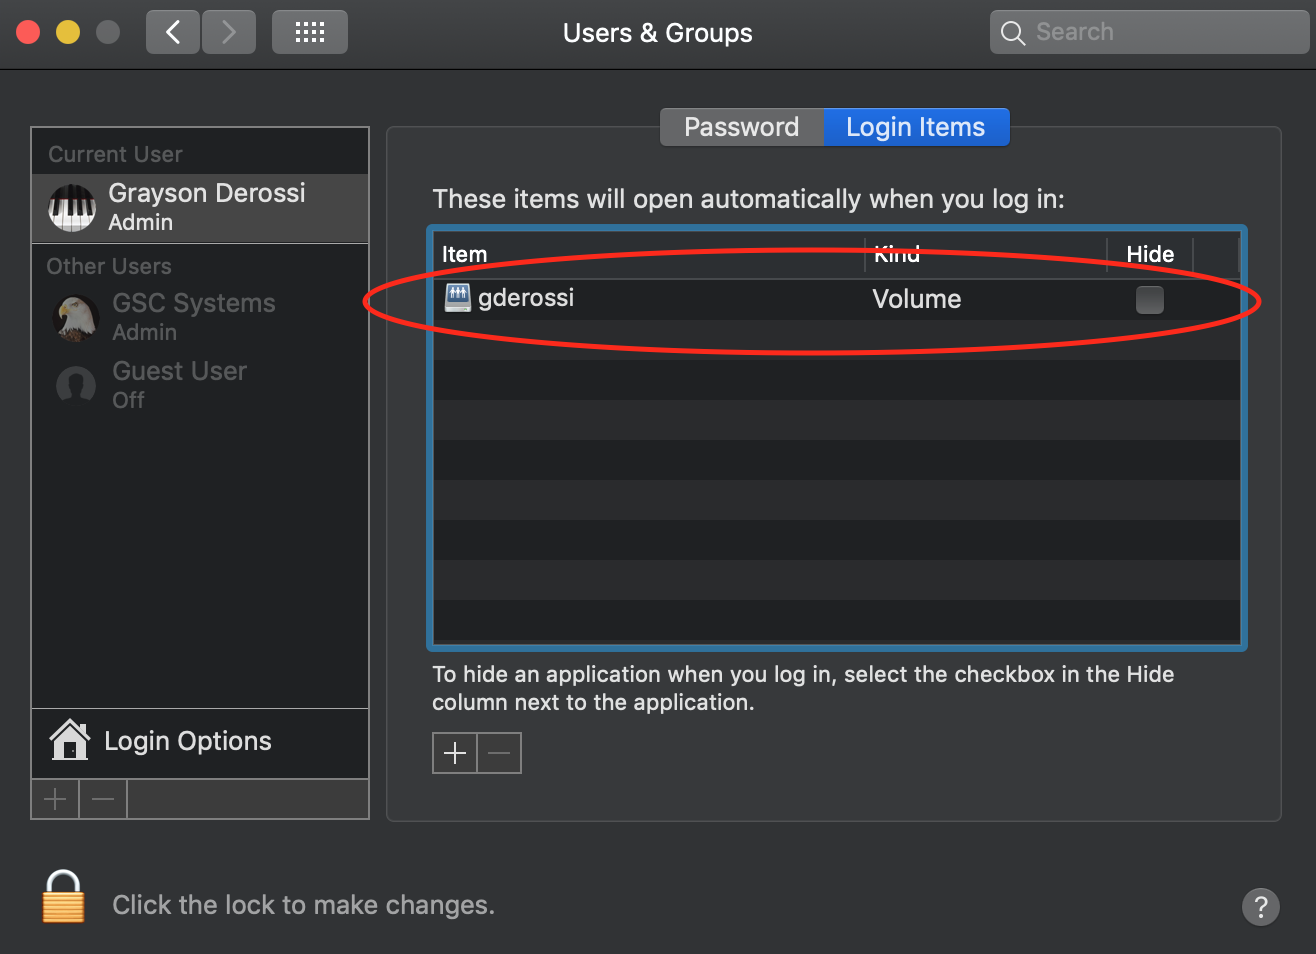 Users & Groups
Search
Password
Login Items
Current User
Grayson Derossi
Admin
Other Users
GSC Systems
Admin
Guest User
Off
Login Options
These items will open automatically when you log in:
Item Kind Hide
gderossi Volume
To hide an application when you log in, select the checkbox in the Hide
column next to the application.
Click the lock to make changes.
?